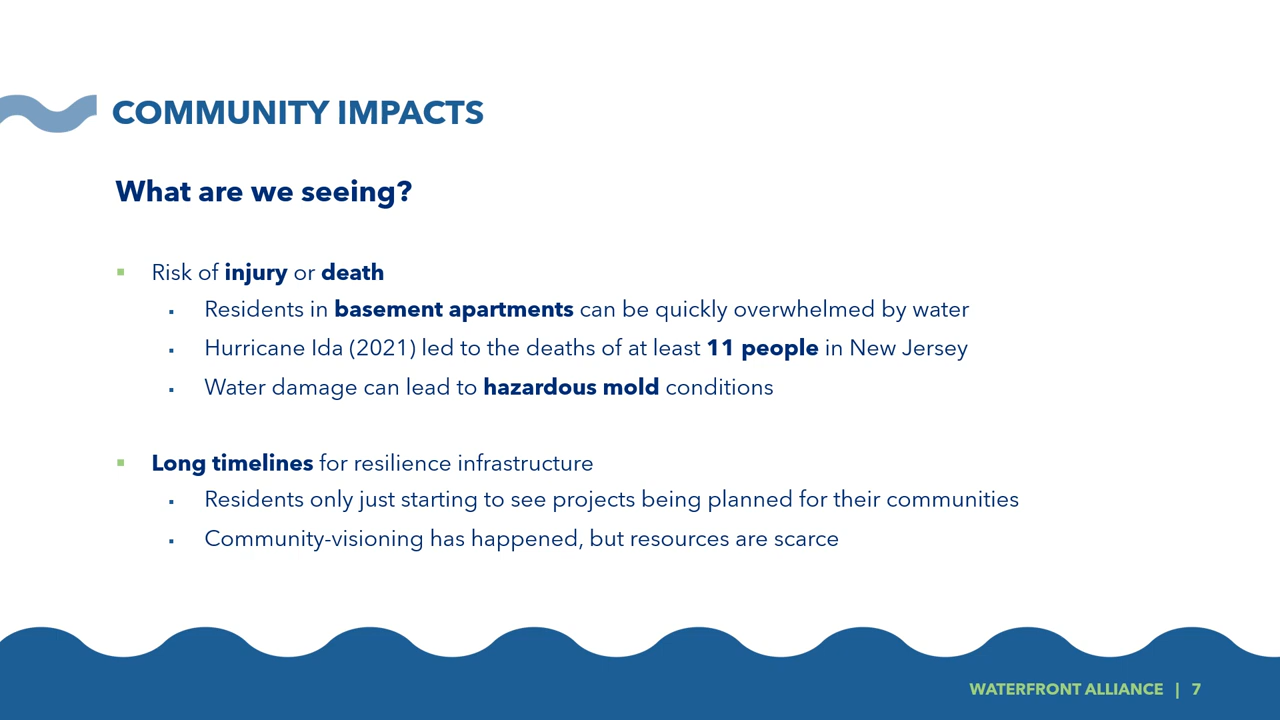 COMMUNITY IMPACTS
What are we seeing?
Risk of injury or death
Residents in basement apartments can be quickly overwhelmed by water
Hurricane Ida (2021) led to the deaths of at least 11 people in New Jersey
Water damage can lead to hazardous mold conditions
Long timelines for resilience infrastructure
Residents only just starting to see projects being planned for their communities
Community-visioning has happened, but resources are scarce
WATERFRONT ALLIANCE | 7